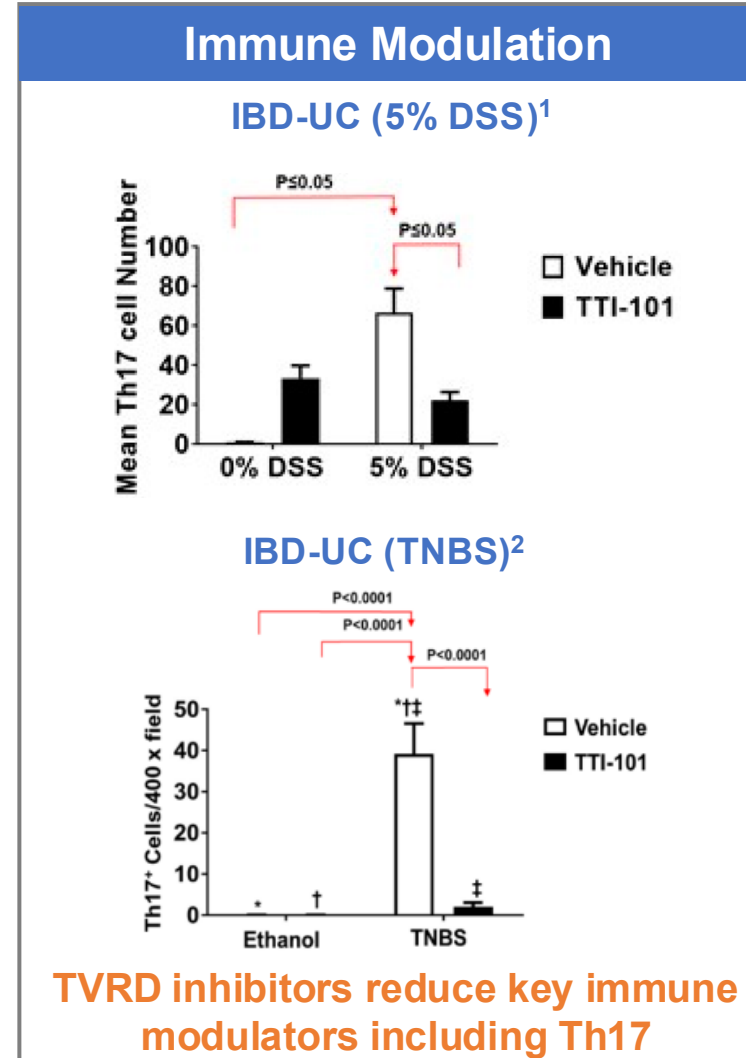 Immune Modulation
IBD-UC (5% DSS)¹
P≤0.05
P≤0.05
Mean Th17 cell Number
100
80
60
40
20
0
0% DSS
5% DSS
Vehicle
TTI-101
IBD-UC (TNBS)²
P<0.0001
P<0.0001
P<0.0001
Th17⁺ Cells/400 x field
50
40
30
20
10
0
*
†
*†‡
‡
Ethanol
TNBS
Vehicle
TTI-101
TVRD inhibitors reduce key immune
modulators including Th17